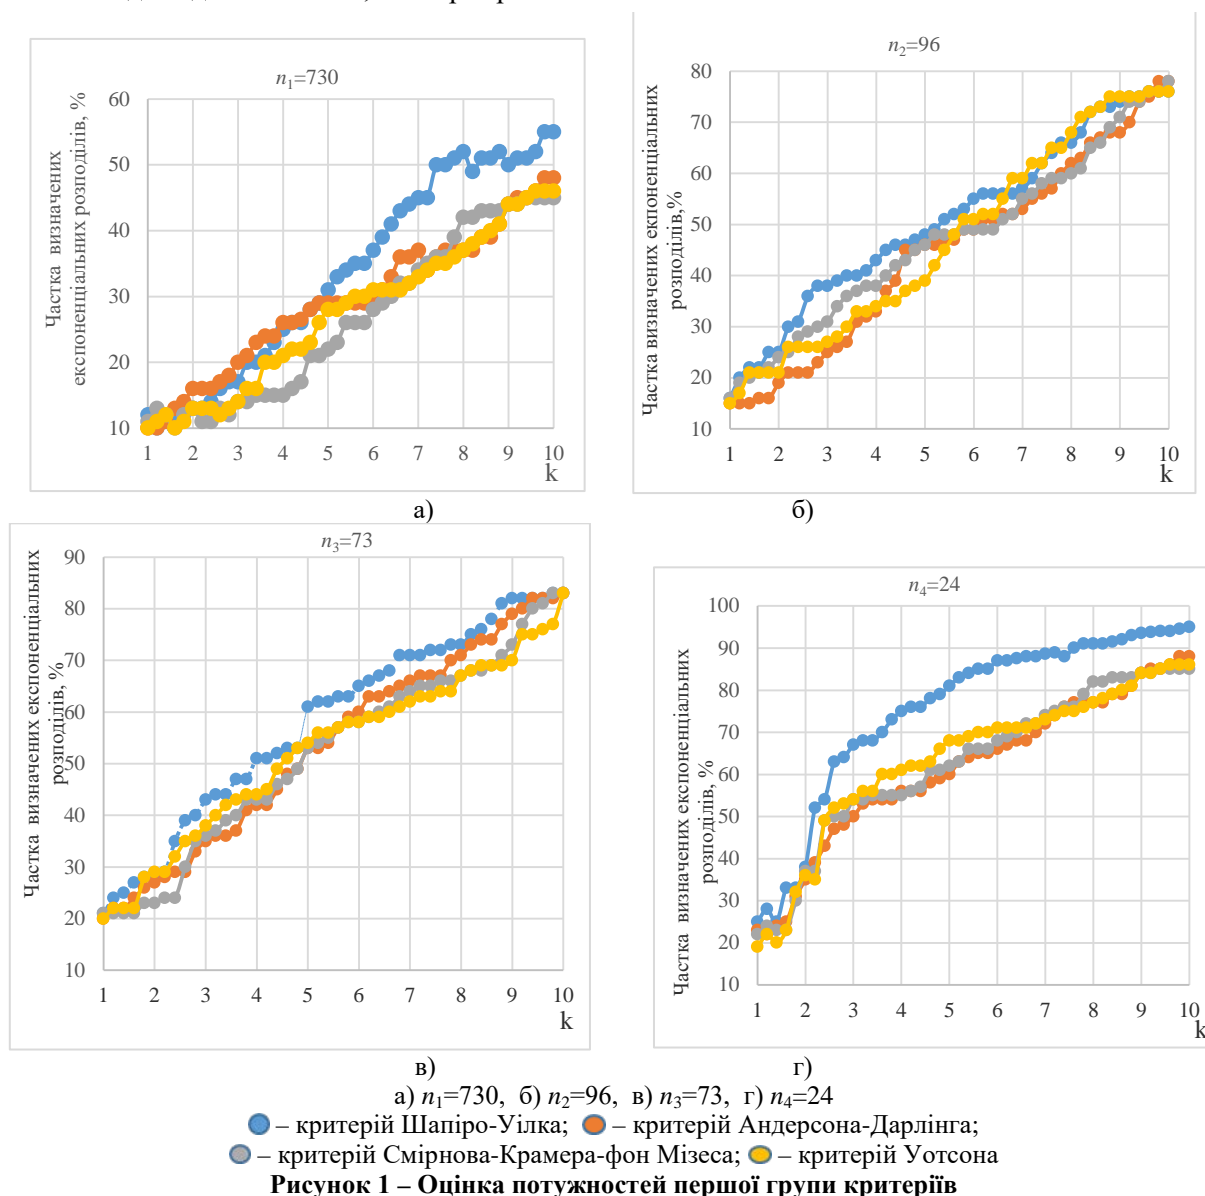 n₁=730
Частка визначених
експоненціальних розподілів, %
60
50
40
30
20
10
1 2 3 4 5 6 7 8 9 10
k
а)
n₂=96
Частка визначених експоненціальних
розподілів,%
80
70
60
50
40
30
20
10
1 2 3 4 5 6 7 8 9 10
k
б)
n₃=73
Частка визначених експоненціальних
розподілів, %
90
80
70
60
50
40
30
20
10
1 2 3 4 5 6 7 8 9 10
k
в)
n₄=24
Частка визначених експоненціальних
розподілів, %
100
90
80
70
60
50
40
30
20
10
1 2 3 4 5 6 7 8 9 10
k
г)
а) n₁=730, б) n₂=96, в) n₃=73, г) n₄=24
– критерій Шапіро-Уілка; – критерій Андерсона-Дарлінга;
– критерій Смірнова-Крамера-фон Мізеса; – критерій Уотсона
Рисунок 1 – Оцінка потужностей першої групи критеріїв